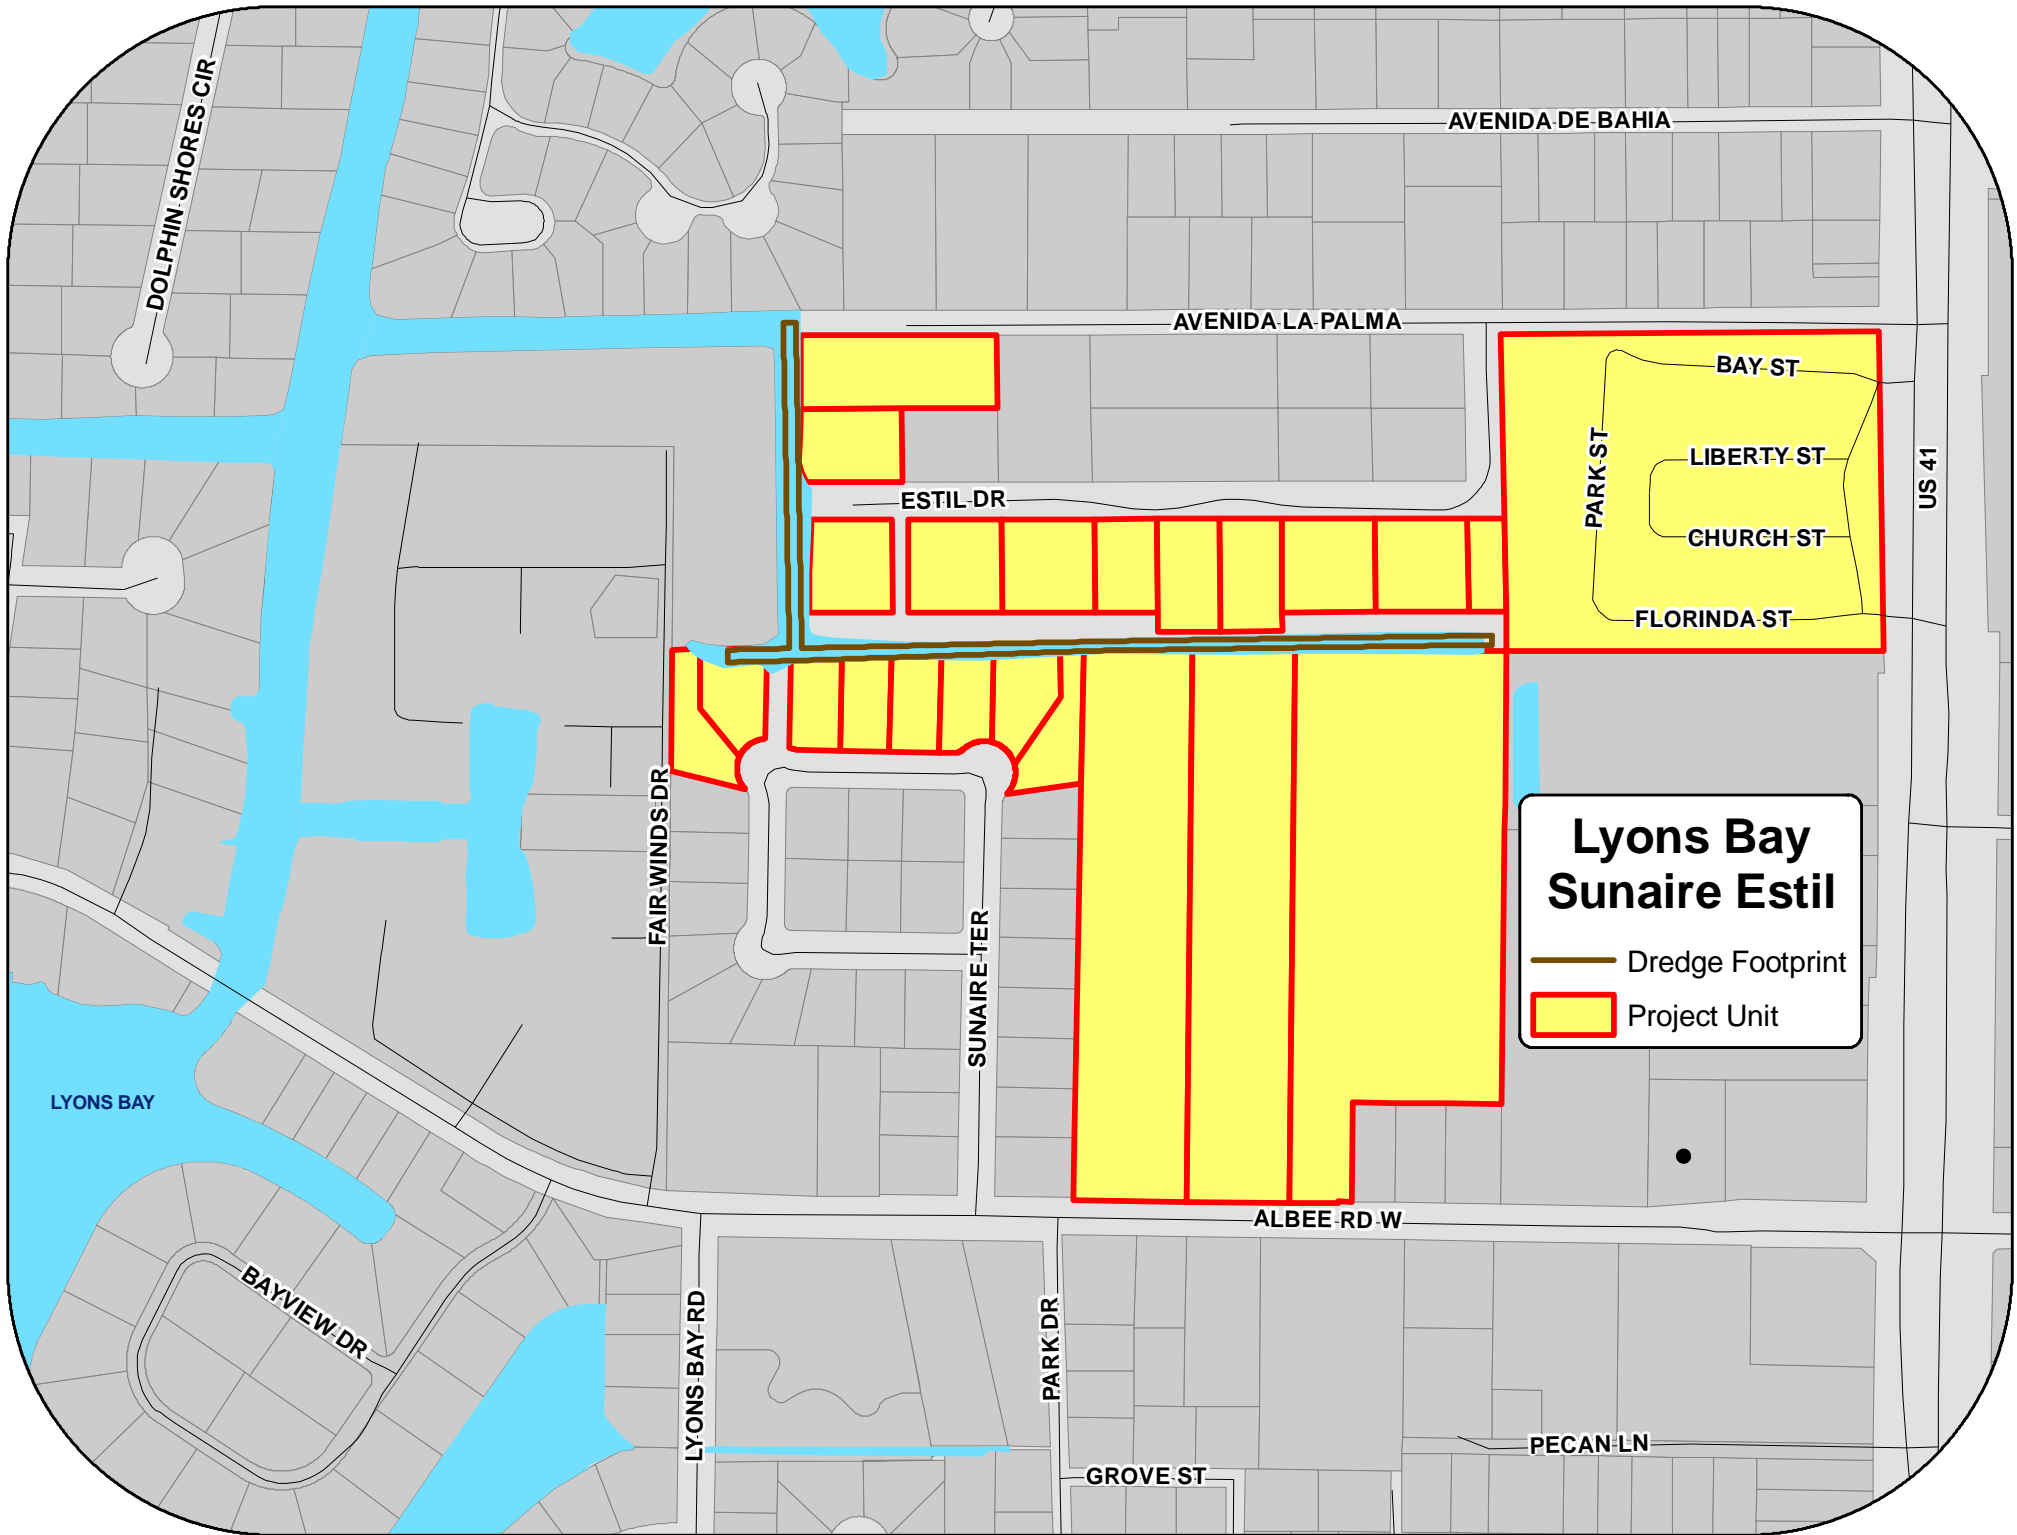 DOLPHIN SHORES CIR
AVENIDA DE BAHIA
AVENIDA LA PALMA
BAY ST
LIBERTY ST
PARK ST
US 41
ESTIL DR
CHURCH ST
FLORINDA ST
FAIR WINDS DR
SUNAIRE TER
Lyons Bay
Sunaire Estil
Dredge Footprint
Project Unit
LYONS BAY
ALBEE RD W
BAYVIEW DR
LYONS BAY RD
PARK DR
PECAN LN
GROVE ST